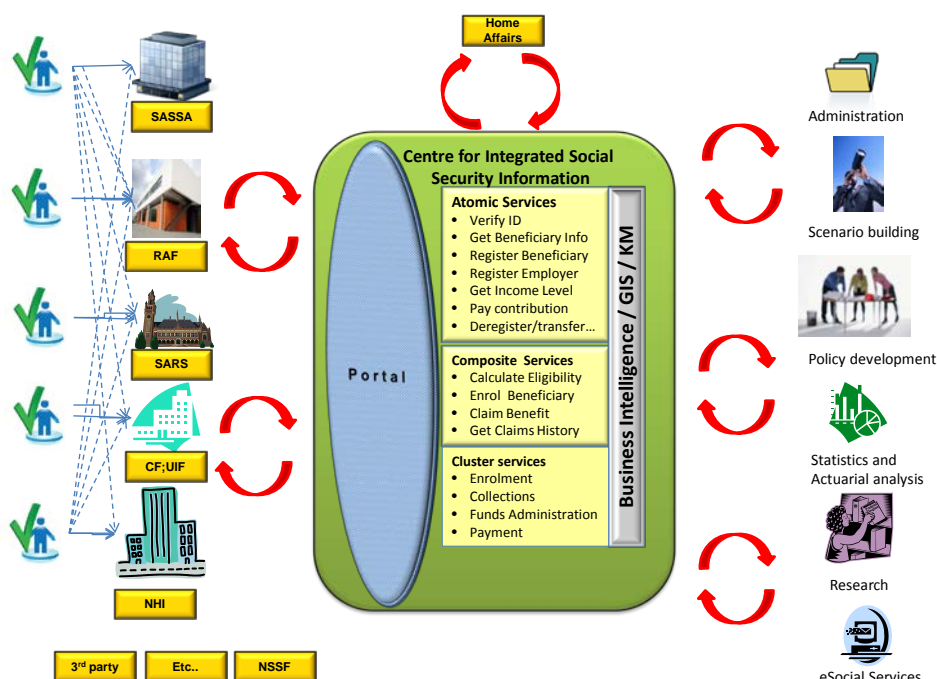 Home
Affairs
SASSA
RAF
SARS
CF;UIF
NHI
3rd party
Etc..
NSSF
Centre for Integrated Social
Security Information
Portal
Atomic Services
• Verify ID
• Get Beneficiary Info
• Register Beneficiary
• Register Employer
• Get Income Level
• Pay contribution
• Deregister/transfer…
Composite Services
• Calculate Eligibility
• Enrol Beneficiary
• Claim Benefit
• Get Claims History
Cluster services
• Enrolment
• Collections
• Funds Administration
• Payment
Business Intelligence / GIS / KM
Administration
Scenario building
Policy development
Statistics and
Actuarial analysis
Research
eSocial Services